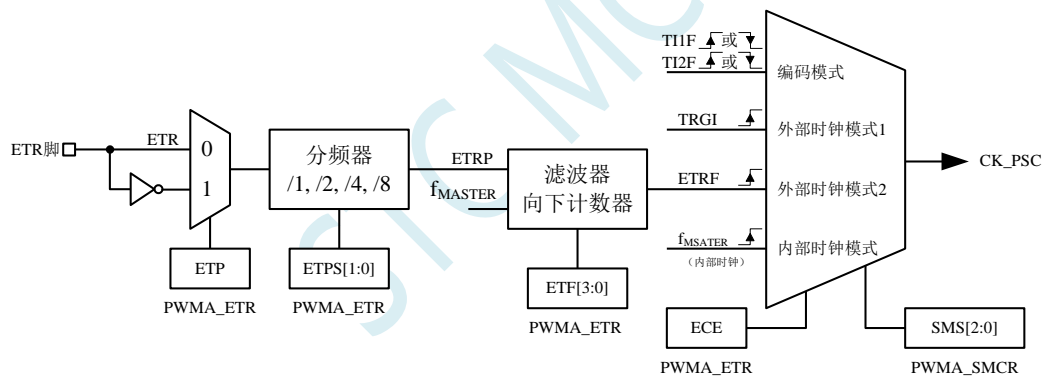 TI1F 或
TI2F 或
编码模式
TRGI
外部时钟模式1
ETR脚
ETR
0
1
分频器
/1, /2, /4, /8
ETRP
fMASTER
滤波器
向下计数器
ETRF
外部时钟模式2
CK_PSC
fMSATER
(内部时钟)
内部时钟模式
ETP
PWMA_ETR
ETPS[1:0]
PWMA_ETR
ETF[3:0]
PWMA_ETR
ECE
PWMA_ETR
SMS[2:0]
PWMA_SMCR
STCMC